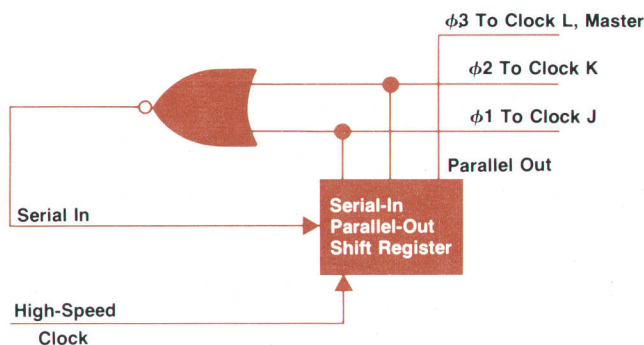 ϕ3 To Clock L, Master
ϕ2 To Clock K
ϕ1 To Clock J
Parallel Out
Serial-In
Parallel-Out
Shift Register
Serial In
High-Speed
Clock